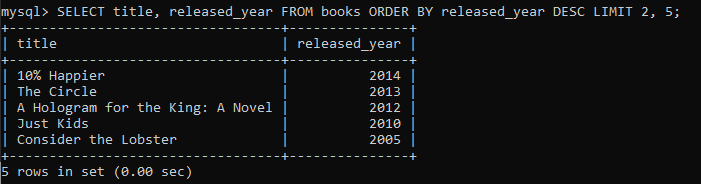 mysql> SELECT title, released_year FROM books ORDER BY released_year DESC LIMIT 2, 5;
+----------------------------------+---------------+
| title                            | released_year |
+----------------------------------+---------------+
| 10% Happier                      |          2014 |
| The Circle                       |          2013 |
| A Hologram for the King: A Novel |          2012 |
| Just Kids                        |          2010 |
| Consider the Lobster             |          2005 |
+----------------------------------+---------------+
5 rows in set (0.00 sec)